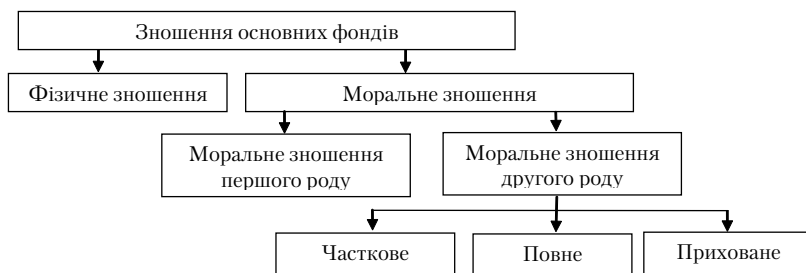 Зношення основних фондів
Фізичне зношення
Моральне зношення
Моральне зношення
першого роду
Моральне зношення
другого роду
Часткове
Повне
Приховане